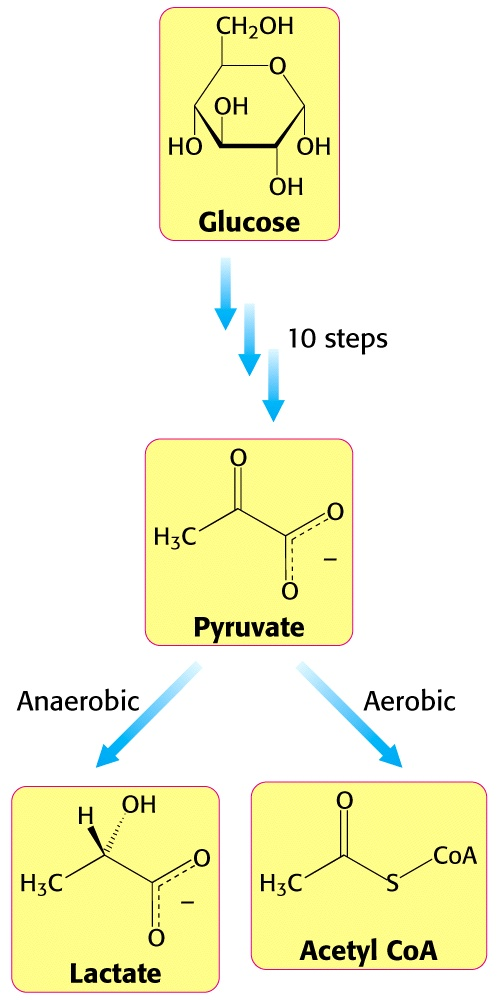 CH₂OH
O
OH
HO
OH
OH
Glucose
10 steps
O
H₃C
O
–
O
Pyruvate
Anaerobic
Aerobic
H
OH
H₃C
O
–
O
Lactate
O
H₃C
S
CoA
Acetyl CoA